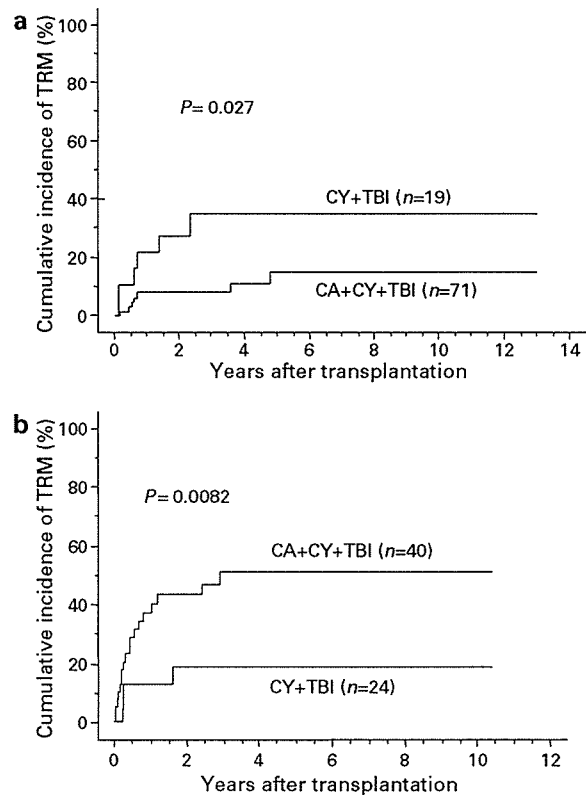 a
Cumulative incidence of TRM (%)
100
80
60
40
20
0
P= 0.027
CY+TBI (n=19)
CA+CY+TBI (n=71)
0 2 4 6 8 10 12 14
Years after transplantation
b
Cumulative incidence of TRM (%)
100
80
60
40
20
0
P= 0.0082
CA+CY+TBI (n=40)
CY+TBI (n=24)
0 2 4 6 8 10 12
Years after transplantation